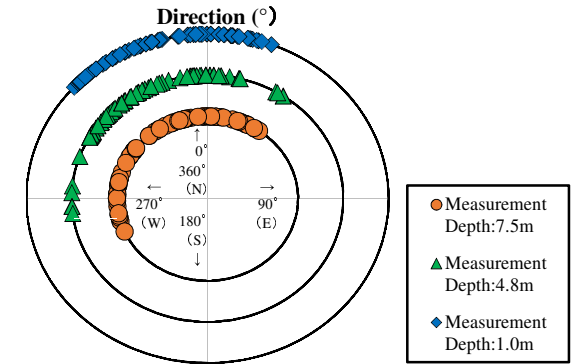 Direction (°)
↑
0°
360°
(N)
← →
270° 90°
(W) (E)
180°
(S)
↓
Measurement
Depth:7.5m
Measurement
Depth:4.8m
Measurement
Depth:1.0m